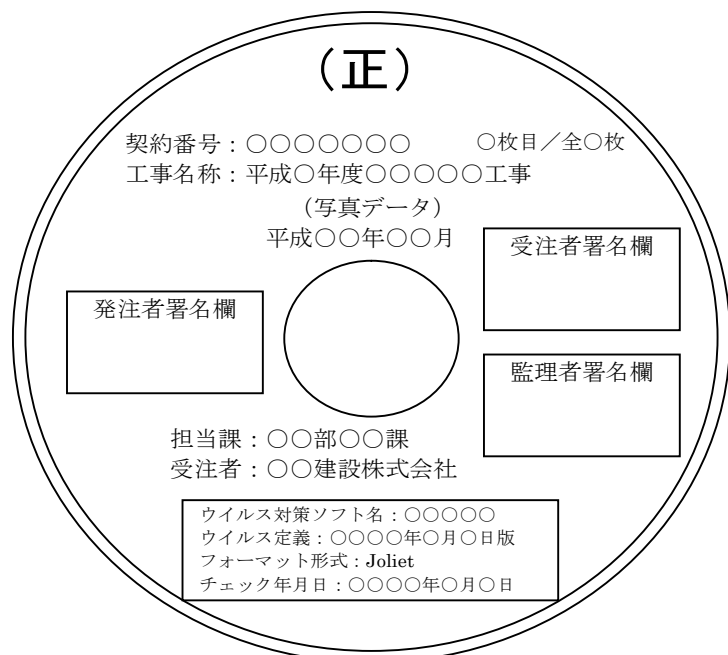 (正)
契約番号：○○○○○○○　○枚目／全○枚
工事名称：平成○年度○○○○○工事
（写真データ）
平成○○年○○月
受注者署名欄
発注者署名欄
監理者署名欄
担当課：○○部○○課
受注者：○○建設株式会社
ウイルス対策ソフト名：○○○○○
ウイルス定義：○○○○年○月○日版
フォーマット形式：Joliet
チェック年月日：○○○○年○月○日